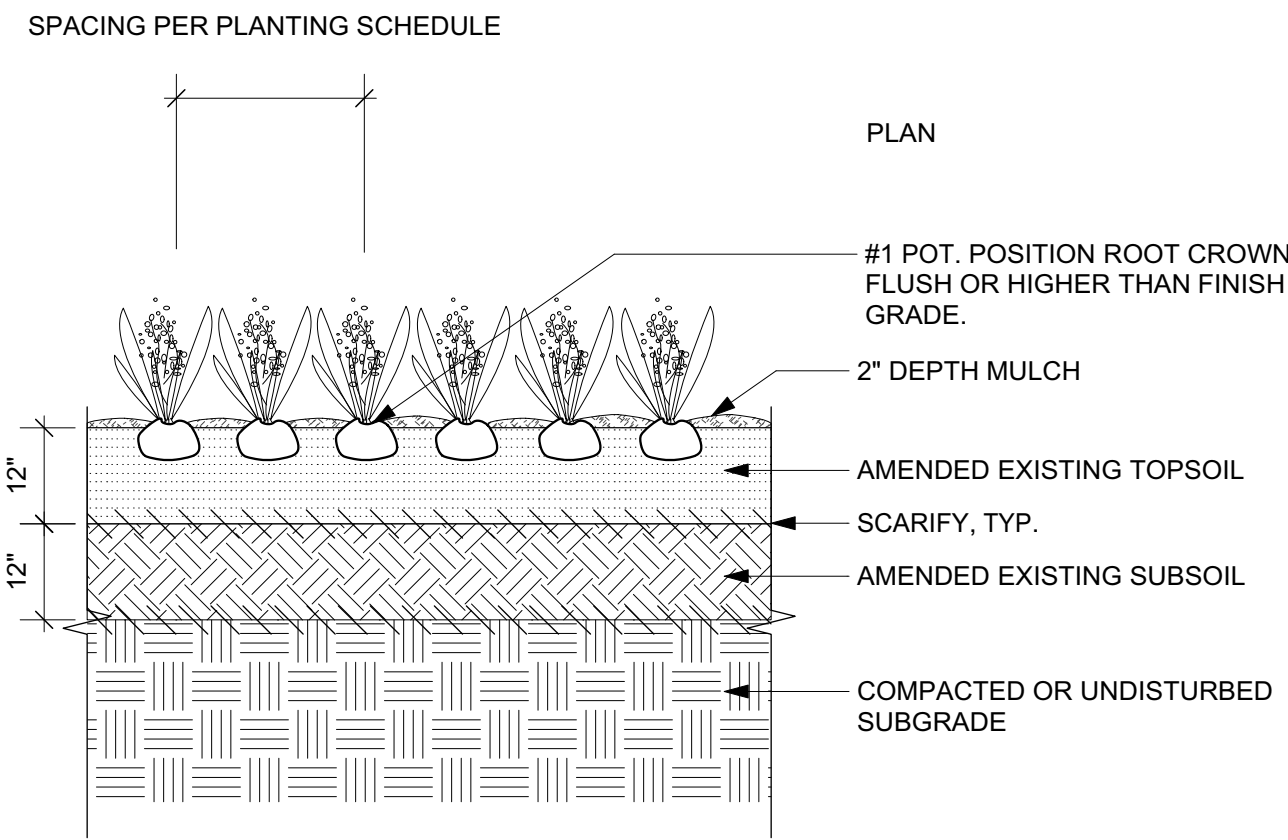 SPACING PER PLANTING SCHEDULE
PLAN
#1 POT. POSITION ROOT CROWN
FLUSH OR HIGHER THAN FINISH
GRADE.
2" DEPTH MULCH
12"
AMENDED EXISTING TOPSOIL
SCARIFY, TYP.
12"
AMENDED EXISTING SUBSOIL
COMPACTED OR UNDISTURBED
SUBGRADE